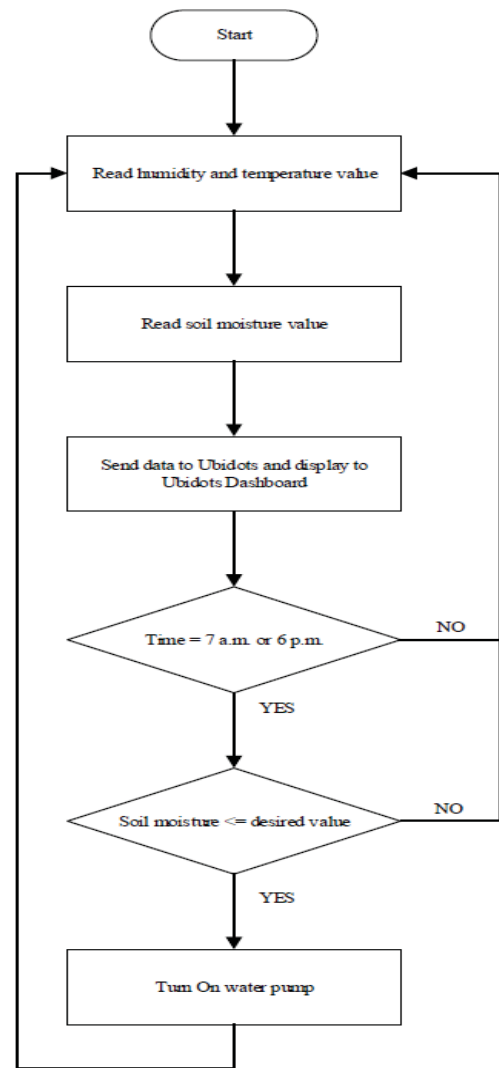 Start
Read humidity and temperature value
Read soil moisture value
Send data to Ubidots and display to
Ubidots Dashboard
Time = 7 a.m. or 6 p.m.
NO
YES
Soil moisture <= desired value
NO
YES
Turn On water pump